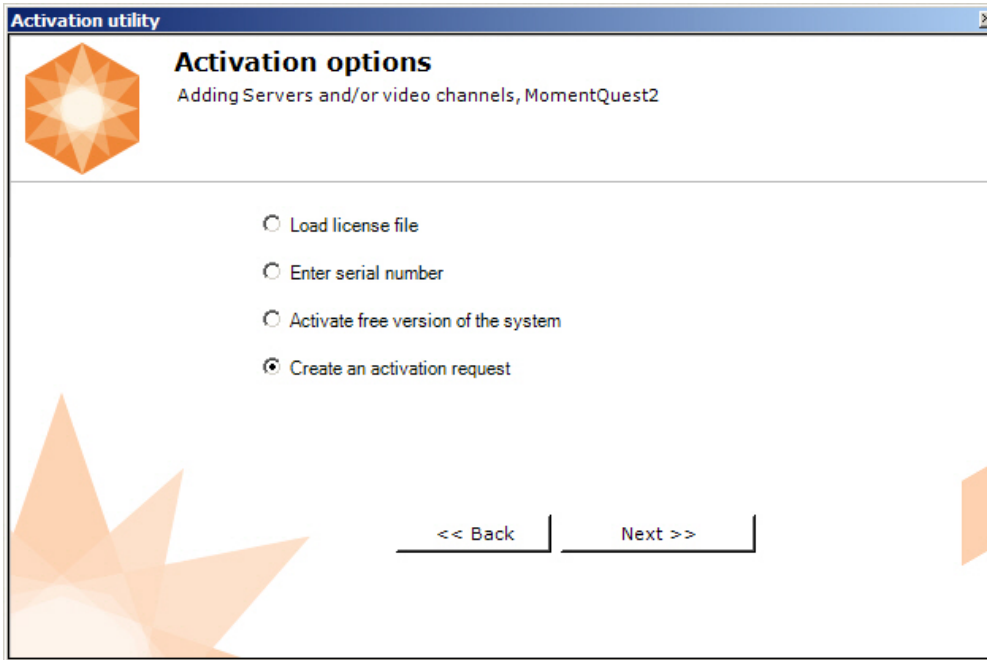 Activation utility
Activation options
Adding Servers and/or video channels, MomentQuest2
Load license file
Enter serial number
Activate free version of the system
Create an activation request
<< Back
Next >>